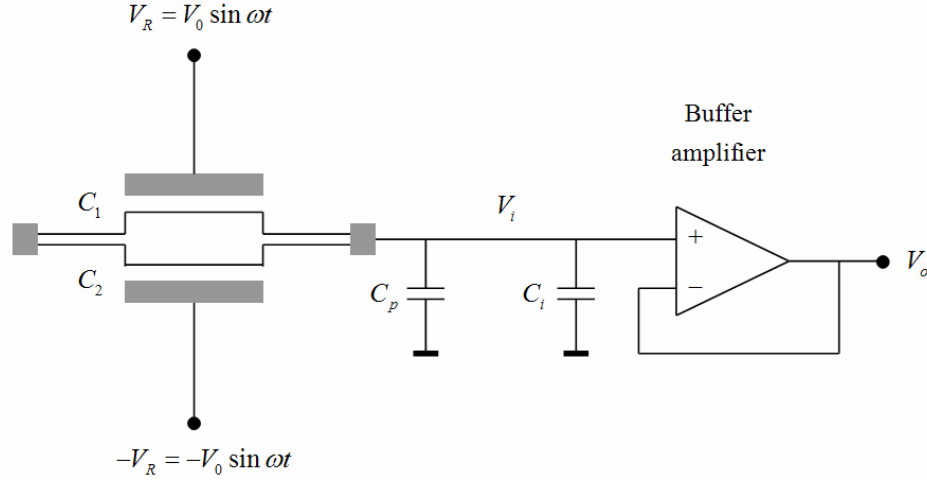 V_R = V_0 sin ωt
Buffer
amplifier
C_1
V_i
+
C_2
C_p
C_i
−
V_o
−V_R = −V_0 sin ωt